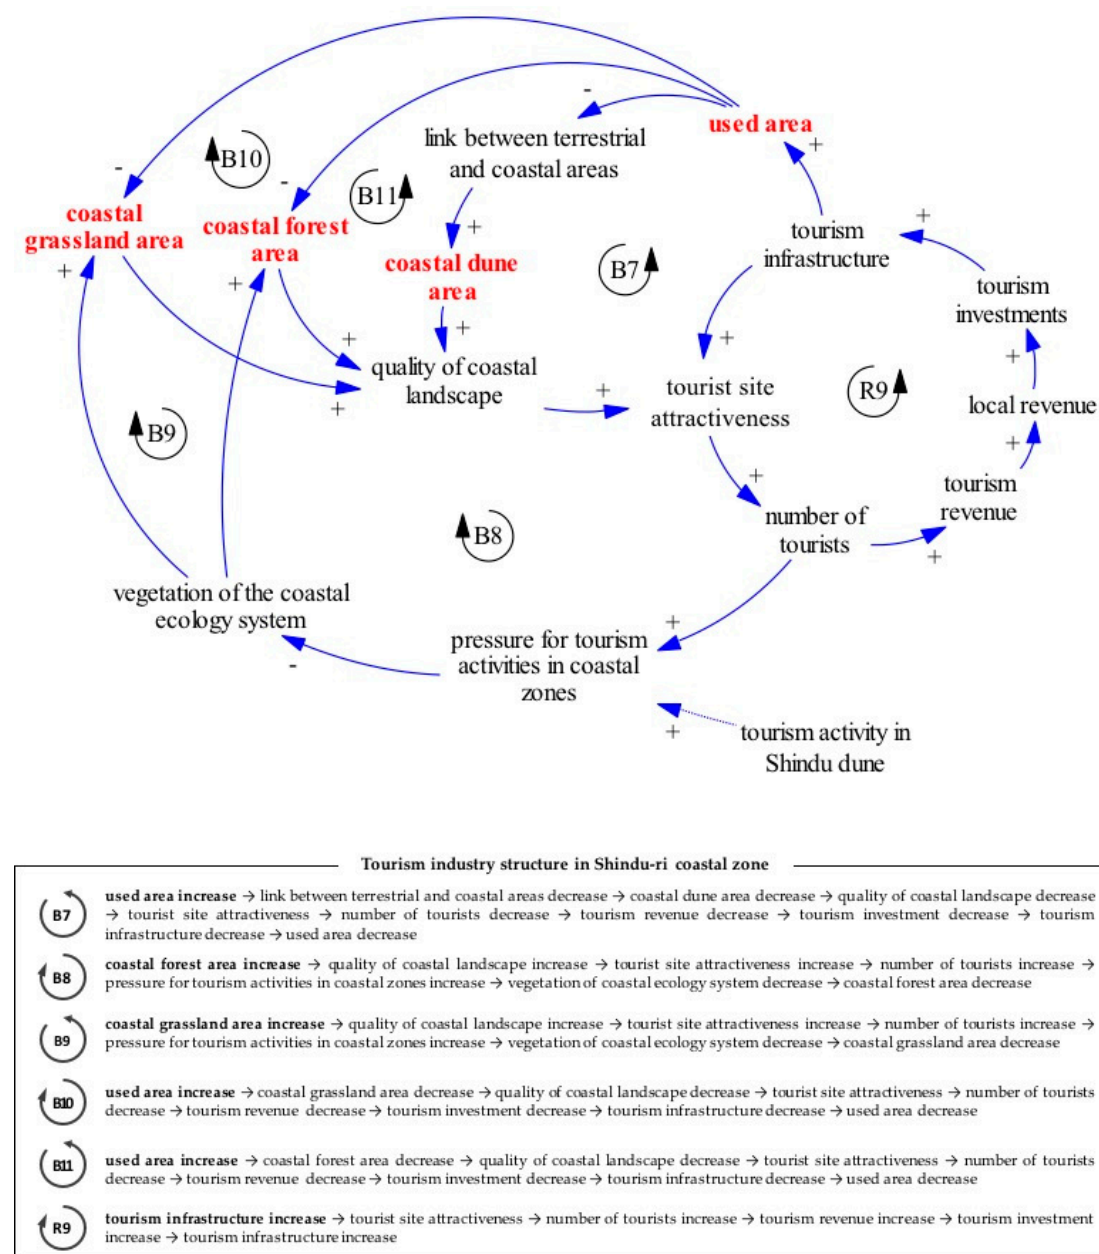 -
link between terrestrial
and coastal areas
used area
+
B10
-
-
B11
coastal
grassland area
coastal forest
area
+
coastal dune
area
B7
tourism
infrastructure
+
tourism
investments
+
+
+
+
+
quality of coastal
landscape
+
+
tourist site
attractiveness
R9
+
local revenue
+
B9
+
tourism
revenue
B8
number of
tourists
+
vegetation of the coastal
ecology system
-
pressure for tourism
activities in coastal
zones
+
+
tourism activity in
Shindu dune
Tourism industry structure in Shindu-ri coastal zone
B7
used area increase → link between terrestrial and coastal areas decrease → coastal dune area decrease → quality of coastal landscape decrease
→ tourist site attractiveness → number of tourists decrease → tourism revenue decrease → tourism investment decrease → tourism
infrastructure decrease → used area decrease
B8
coastal forest area increase → quality of coastal landscape increase → tourist site attractiveness increase → number of tourists increase →
pressure for tourism activities in coastal zones increase → vegetation of coastal ecology system decrease → coastal forest area decrease
B9
coastal grassland area increase → quality of coastal landscape increase → tourist site attractiveness increase → number of tourists increase →
pressure for tourism activities in coastal zones increase → vegetation of coastal ecology system decrease → coastal grassland area decrease
B10
used area increase → coastal grassland area decrease → quality of coastal landscape decrease → tourist site attractiveness → number of tourists
decrease → tourism revenue decrease → tourism investment decrease → tourism infrastructure decrease → used area decrease
B11
used area increase → coastal forest area decrease → quality of coastal landscape decrease → tourist site attractiveness → number of tourists
decrease → tourism revenue decrease → tourism investment decrease → tourism infrastructure decrease → used area decrease
R9
tourism infrastructure increase → tourist site attractiveness → number of tourists increase → tourism revenue increase → tourism investment
increase → tourism infrastructure increase